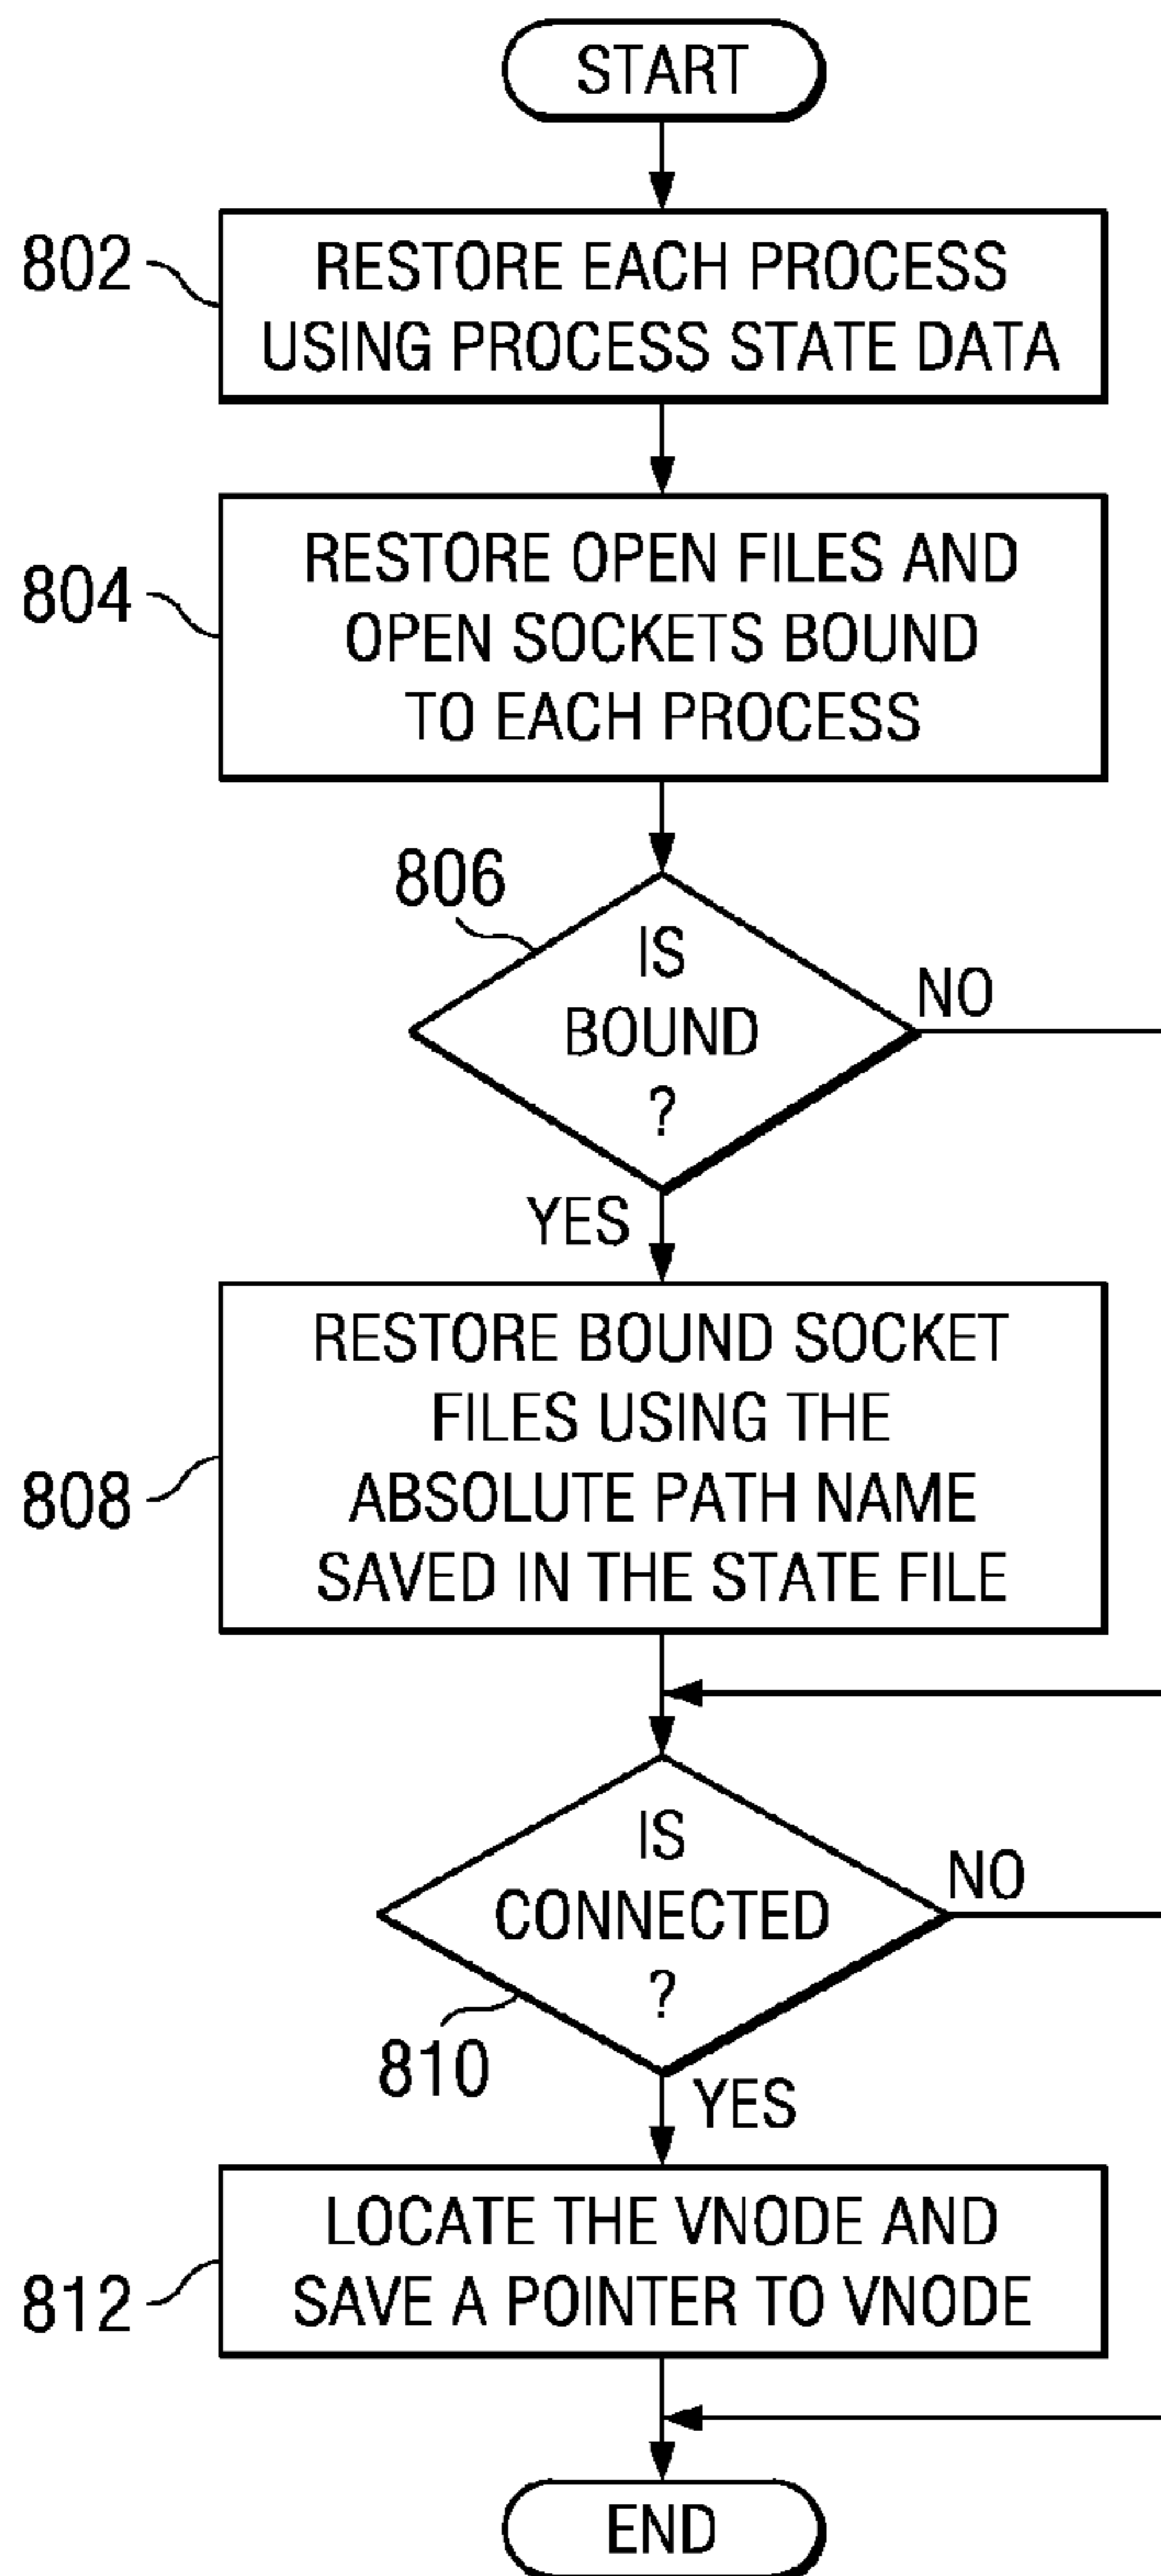 START
802
RESTORE EACH PROCESS
USING PROCESS STATE DATA
804
RESTORE OPEN FILES AND
OPEN SOCKETS BOUND
TO EACH PROCESS
806
IS
BOUND
?
NO
YES
808
RESTORE BOUND SOCKET
FILES USING THE
ABSOLUTE PATH NAME
SAVED IN THE STATE FILE
IS
CONNECTED
?
NO
810
YES
812
LOCATE THE VNODE AND
SAVE A POINTER TO VNODE
END